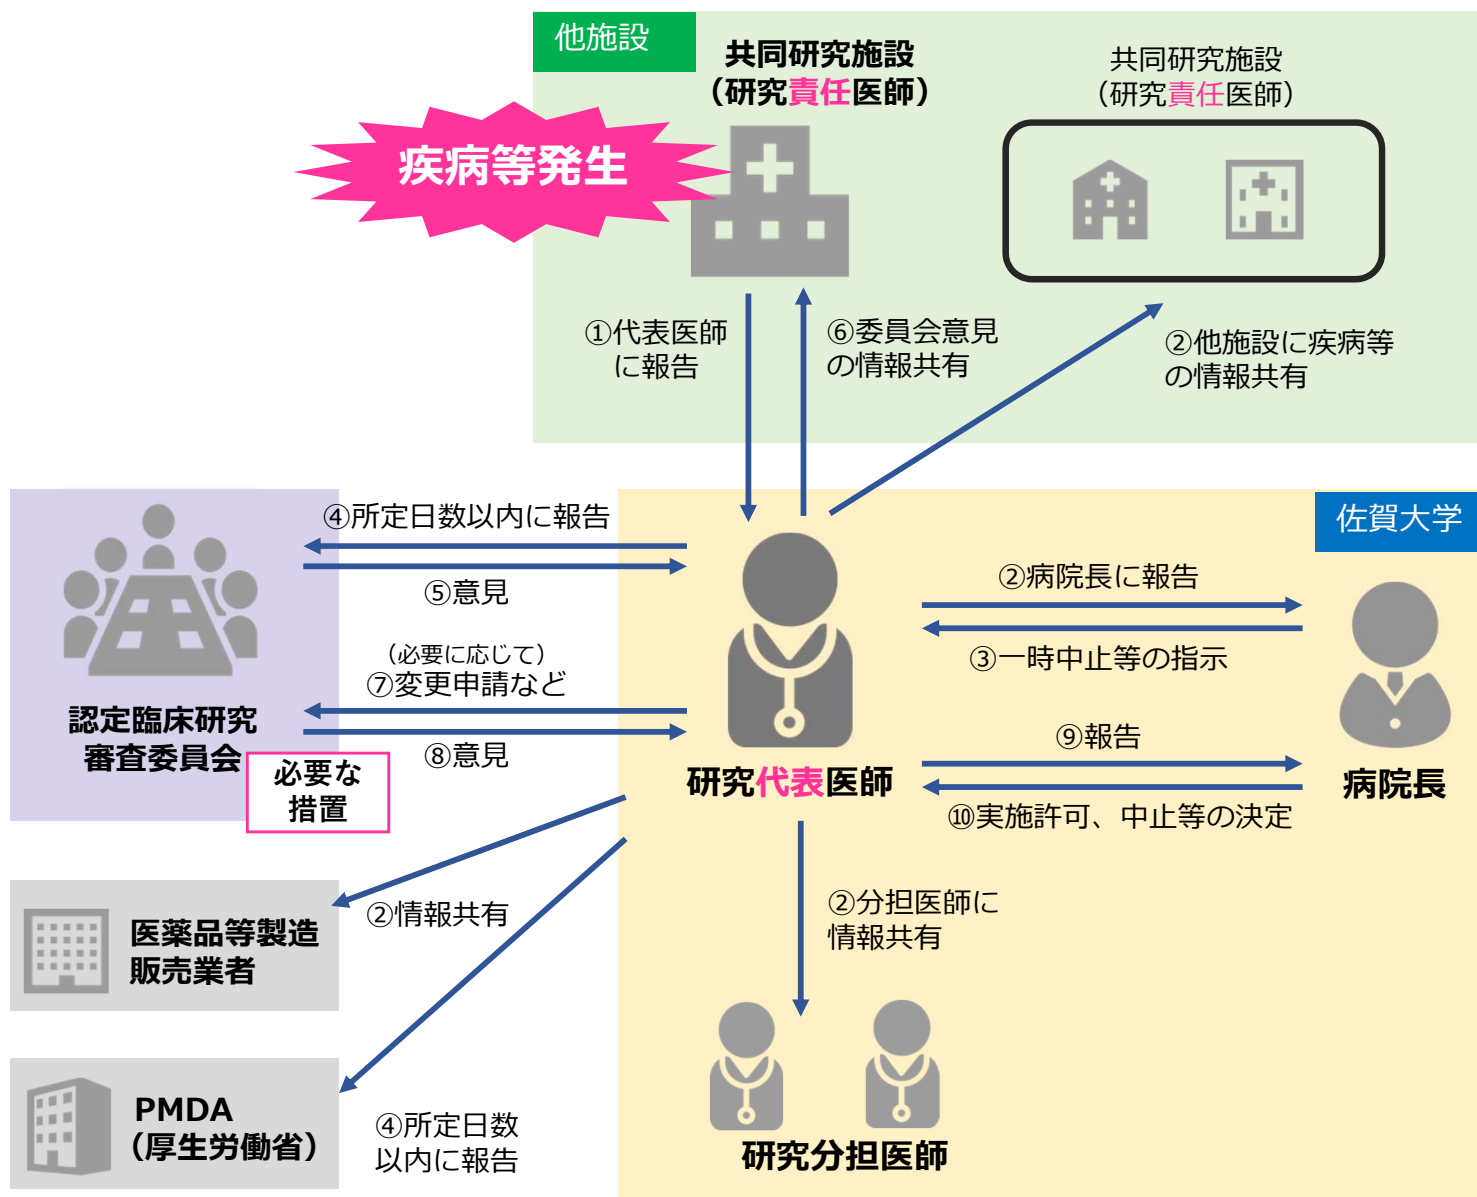 他施設
共同研究施設
（研究責任医師）
共同研究施設
（研究責任医師）
疾病等発生
①代表医師
に報告
⑥委員会意見
の情報共有
②他施設に疾病等
の情報共有
佐賀大学
④所定日数以内に報告
⑤意見
（必要に応じて）
⑦変更申請など
⑧意見
認定臨床研究
審査委員会
必要な
措置
②病院長に報告
③一時中止等の指示
⑨報告
⑩実施許可、中止等の決定
研究代表医師
病院長
②情報共有
医薬品等製造
販売業者
②分担医師に
情報共有
PMDA
（厚生労働省）
④所定日数
以内に報告
研究分担医師